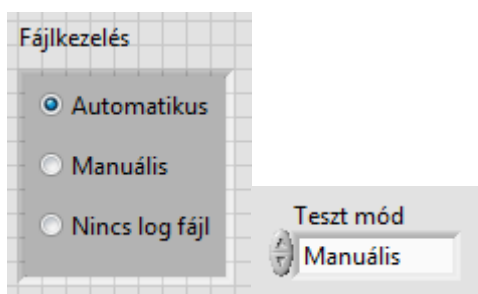 Fájlkezelés
Automatikus
Manuális
Nincs log fájl
Teszt mód
Manuális